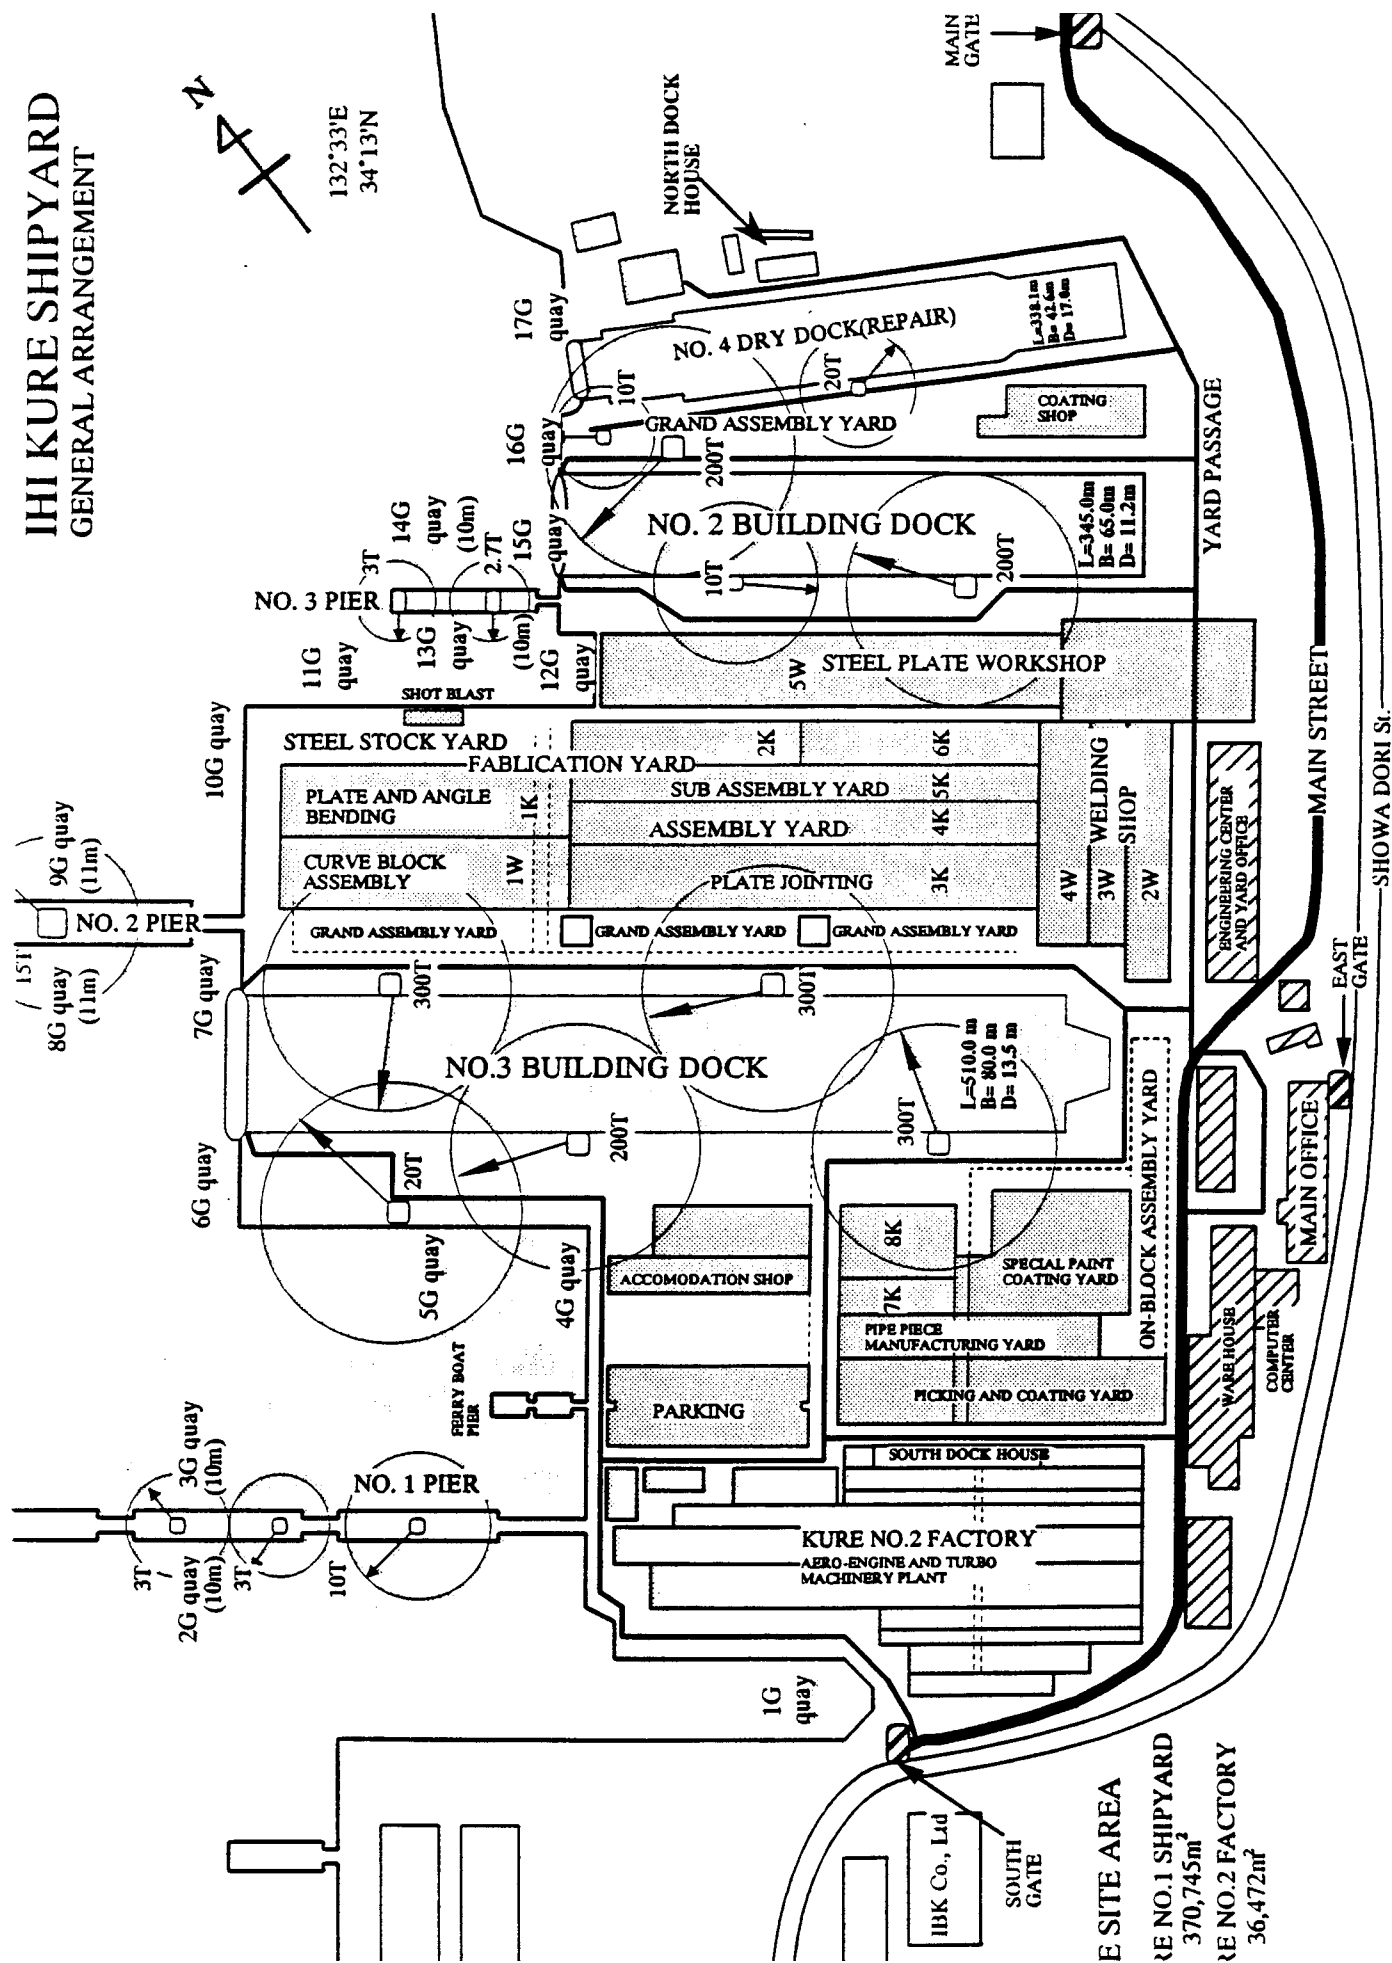 IHI KURE SHIPYARD
GENERAL ARRANGEMENT
N
132°33'E
34°13'N
MAIN
GATE
NORTH DOCK
HOUSE
17G
quay
NO. 4 DRY DOCK(REPAIR)
L=338.1m
B= 42.6m
D= 17.0m
10T
20T
16G
quay
GRAND ASSEMBLY YARD
COATING
SHOP
200T
YARD PASSAGE
14G
quay
(10m)
3T
2.7T
15G
quay
NO. 2 BUILDING DOCK
L=345.0m
B= 65.0m
D= 11.2m
10T
200T
NO. 3 PIER
13G
quay
(10m)
11G
quay
12G
quay
5W
STEEL PLATE WORKSHOP
SHOT BLAST
10G quay
STEEL STOCK YARD
FABLICATION YARD
2K
6K
PLATE AND ANGLE
BENDING
1K
SUB ASSEMBLY YARD
5K
ASSEMBLY YARD
4K
CURVE BLOCK
ASSEMBLY
1W
PLATE JOINTING
3K
WELDING
SHOP
4W
3W
2W
ENGINEERING CENTER
AND YARD OFFICE
MAIN STREET
SHOWA DORI St.
9G quay
(11m)
NO. 2 PIER
15T
8G quay
(11m)
GRAND ASSEMBLY YARD
GRAND ASSEMBLY YARD
GRAND ASSEMBLY YARD
7G quay
300T
300T
NO.3 BUILDING DOCK
L=510.0 m
B= 80.0 m
D= 13.5 m
300T
200T
20T
6G quay
5G quay
4G quay
EAST
GATE
MAIN OFFICE
ON-BLOCK ASSEMBLY YARD
ACCOMODATION SHOP
8K
7K
SPECIAL PAINT
COATING YARD
PIPE PIECE
MANUFACTURING YARD
PICKING AND COATING YARD
WARE HOUSE
COMPUTER
CENTER
FERRY BOAT
PIER
PARKING
3G quay
(10m)
NO. 1 PIER
3T
2G quay
(10m)
3T
10T
SOUTH DOCK HOUSE
KURE NO.2 FACTORY
AERO-ENGINE AND TURBO
MACHINERY PLANT
1G
quay
SOUTH
GATE
IBK Co., Ltd
E SITE AREA
RE NO.1 SHIPYARD
370,745m²
RE NO.2 FACTORY
36,472m²